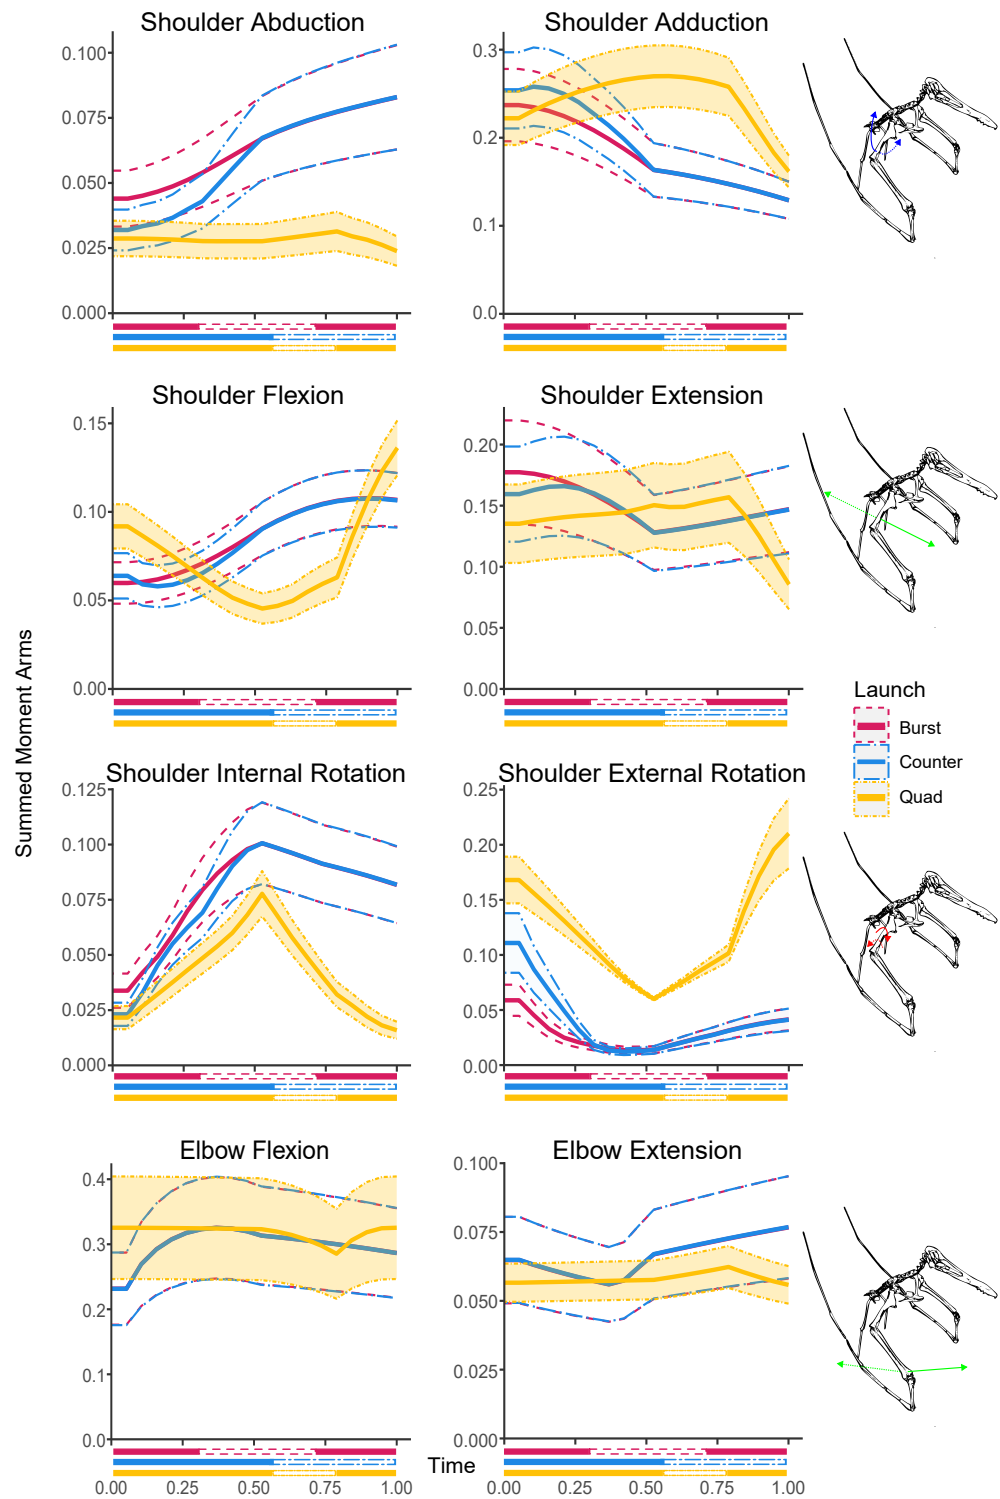 Shoulder Abduction
0.100
0.075
0.050
0.025
0.000
Shoulder Adduction
0.3
0.2
0.1
0.0
Shoulder Flexion
0.15
0.10
0.05
0.00
Shoulder Extension
0.20
0.15
0.10
0.05
0.00
Summed Moment Arms
Launch
Burst
Counter
Quad
Shoulder Internal Rotation
0.125
0.100
0.075
0.050
0.025
0.000
Shoulder External Rotation
0.25
0.20
0.15
0.10
0.05
0.00
Elbow Flexion
0.4
0.3
0.2
0.1
0.0
0.00 0.25 0.50 0.75 1.00
Elbow Extension
0.100
0.075
0.050
0.025
0.000
0.00 0.25 0.50 0.75 1.00
Time